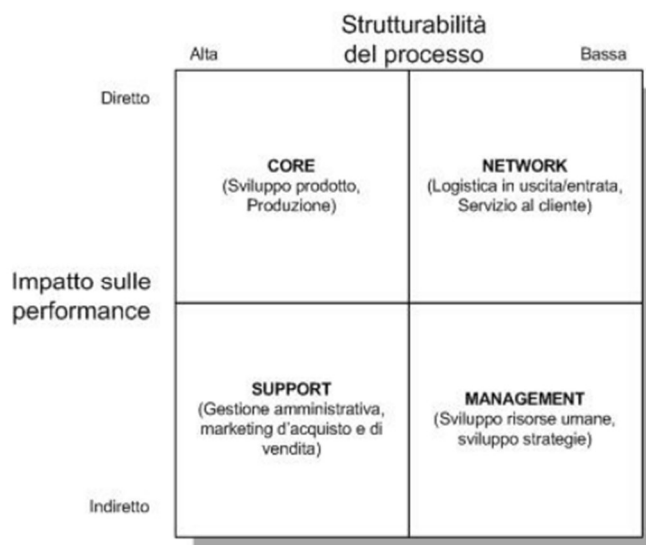 Strutturabilità
del processo
Alta
Bassa
Diretto
CORE
(Sviluppo prodotto,
Produzione)
NETWORK
(Logistica in uscita/entrata,
Servizio al cliente)
Impatto sulle
performance
SUPPORT
(Gestione amministrativa,
marketing d'acquisto e di
vendita)
MANAGEMENT
(Sviluppo risorse umane,
sviluppo strategie)
Indiretto